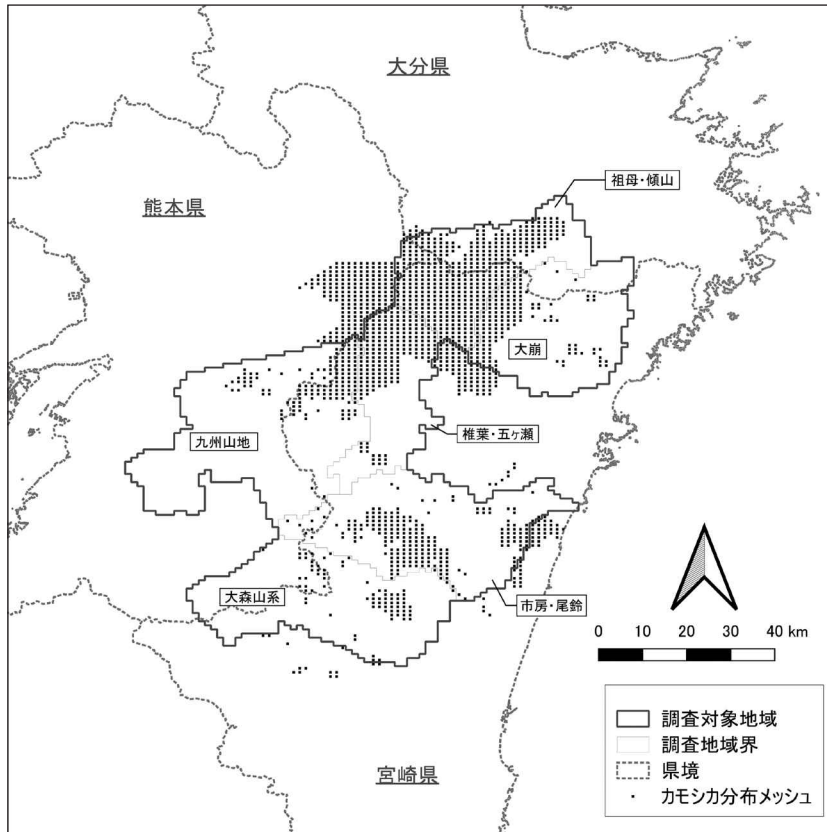 大分県
祖母・傾山
熊本県
大崩
九州山地
椎葉・五ヶ瀬
大森山系
市房・尾鈴
0 10 20 30 40 km
調査対象地域
調査地域界
県境
カモシカ分布メッシュ
宮崎県